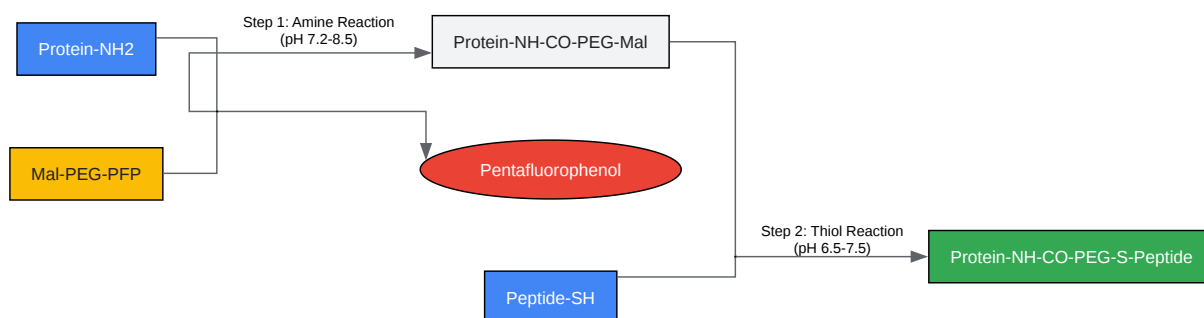 Protein-NH2
Step 1: Amine Reaction
(pH 7.2-8.5)
Protein-NH-CO-PEG-Mal
Mal-PEG-PFP
Pentafluorophenol
Step 2: Thiol Reaction
(pH 6.5-7.5)
Protein-NH-CO-PEG-S-Peptide
Peptide-SH